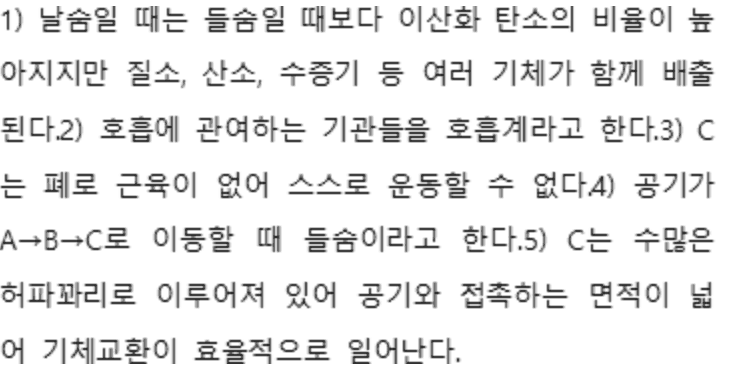 1) 날숨일 때는 들숨일 때보다 이산화 탄소의 비율이 높
아지지만 질소, 산소, 수증기 등 여러 기체가 함께 배출
된다.2) 호흡에 관여하는 기관들을 호흡계라고 한다.3) C
는 폐로 근육이 없어 스스로 운동할 수 없다.4) 공기가
A→B→C로 이동할 때 들숨이라고 한다.5) C는 수많은
허파꽈리로 이루어져 있어 공기와 접촉하는 면적이 넓
어 기체교환이 효율적으로 일어난다.